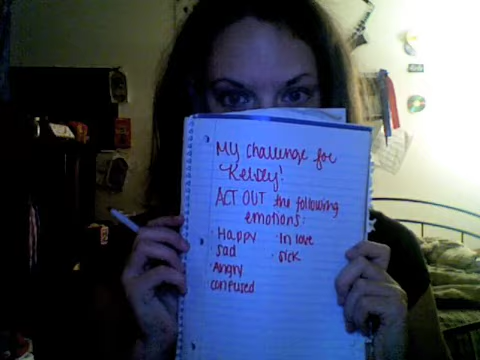 My challenge for
Kelsey!
ACT OUT the following
emotions:
· Happy · In love
· Sad · Sick
· Angry
confused